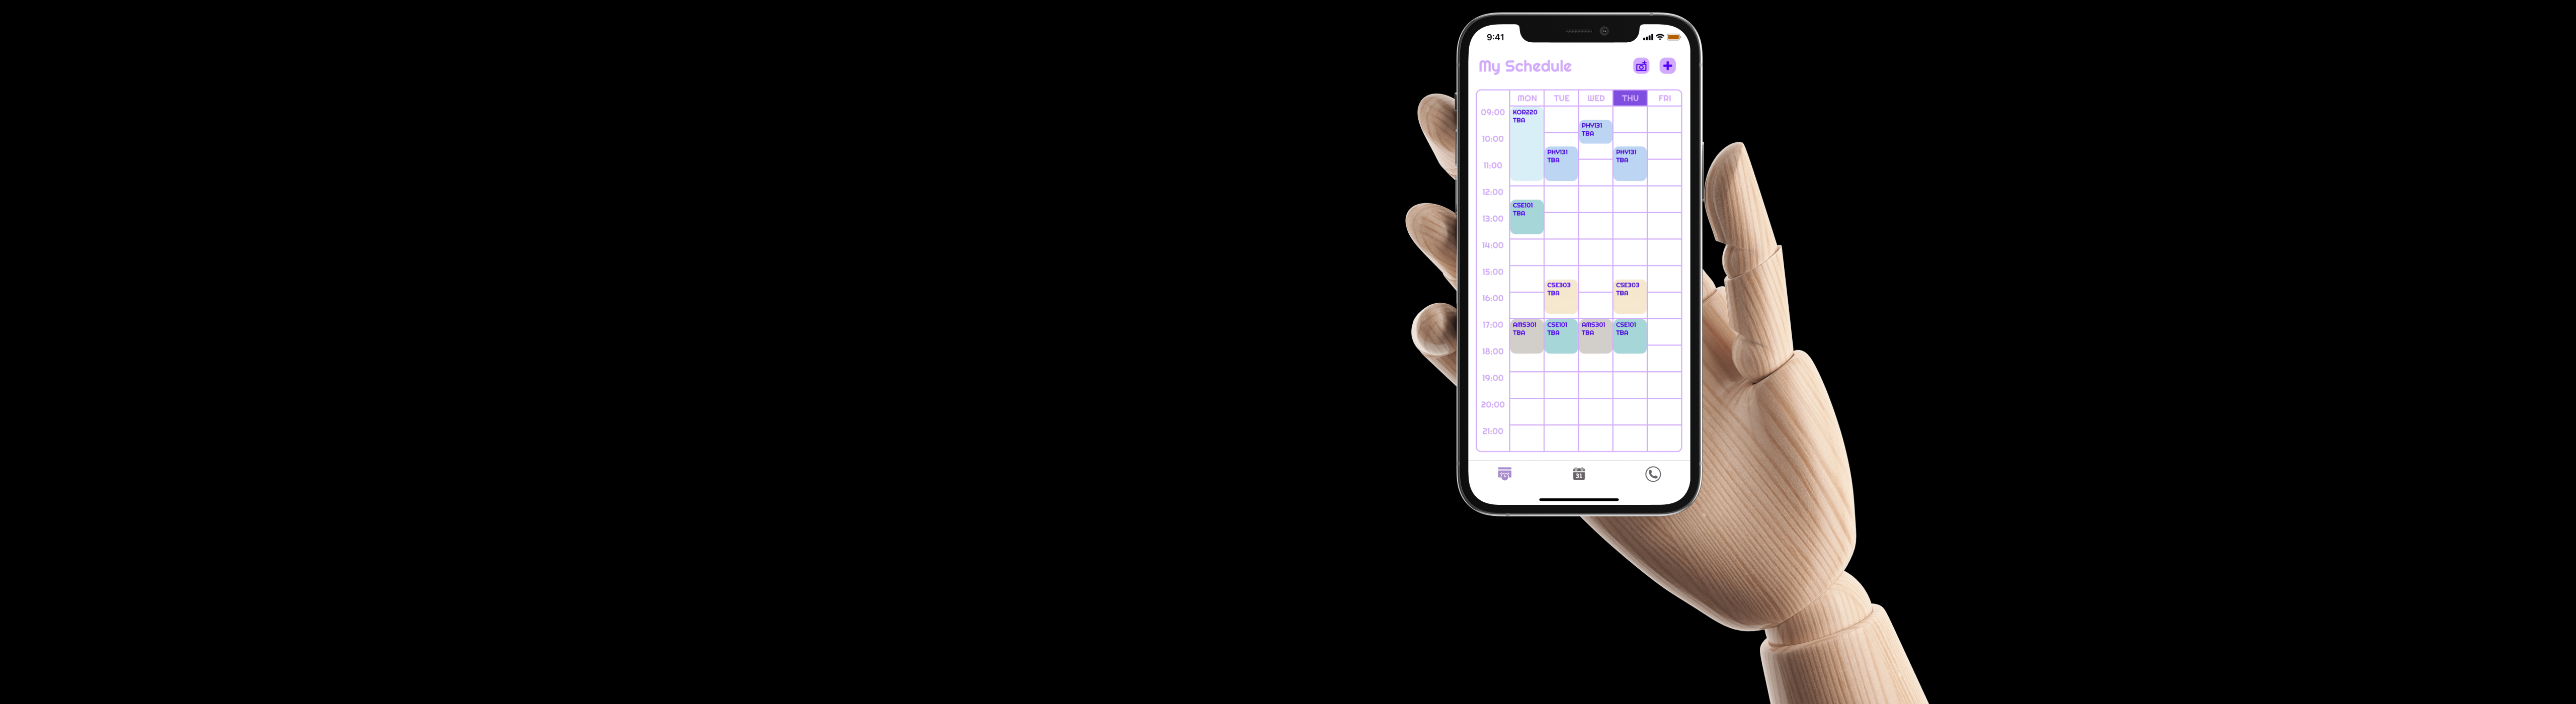 9:41
My Schedule
MON TUE WED THU FRI
09:00
KOR220
TBA
PHY131
TBA
10:00
PHY131
TBA
PHY131
TBA
11:00
12:00
CSE101
TBA
13:00
14:00
15:00
CSE303
TBA
CSE303
TBA
16:00
17:00
AMS301
TBA
CSE101
TBA
AMS301
TBA
CSE101
TBA
18:00
19:00
20:00
21:00
31